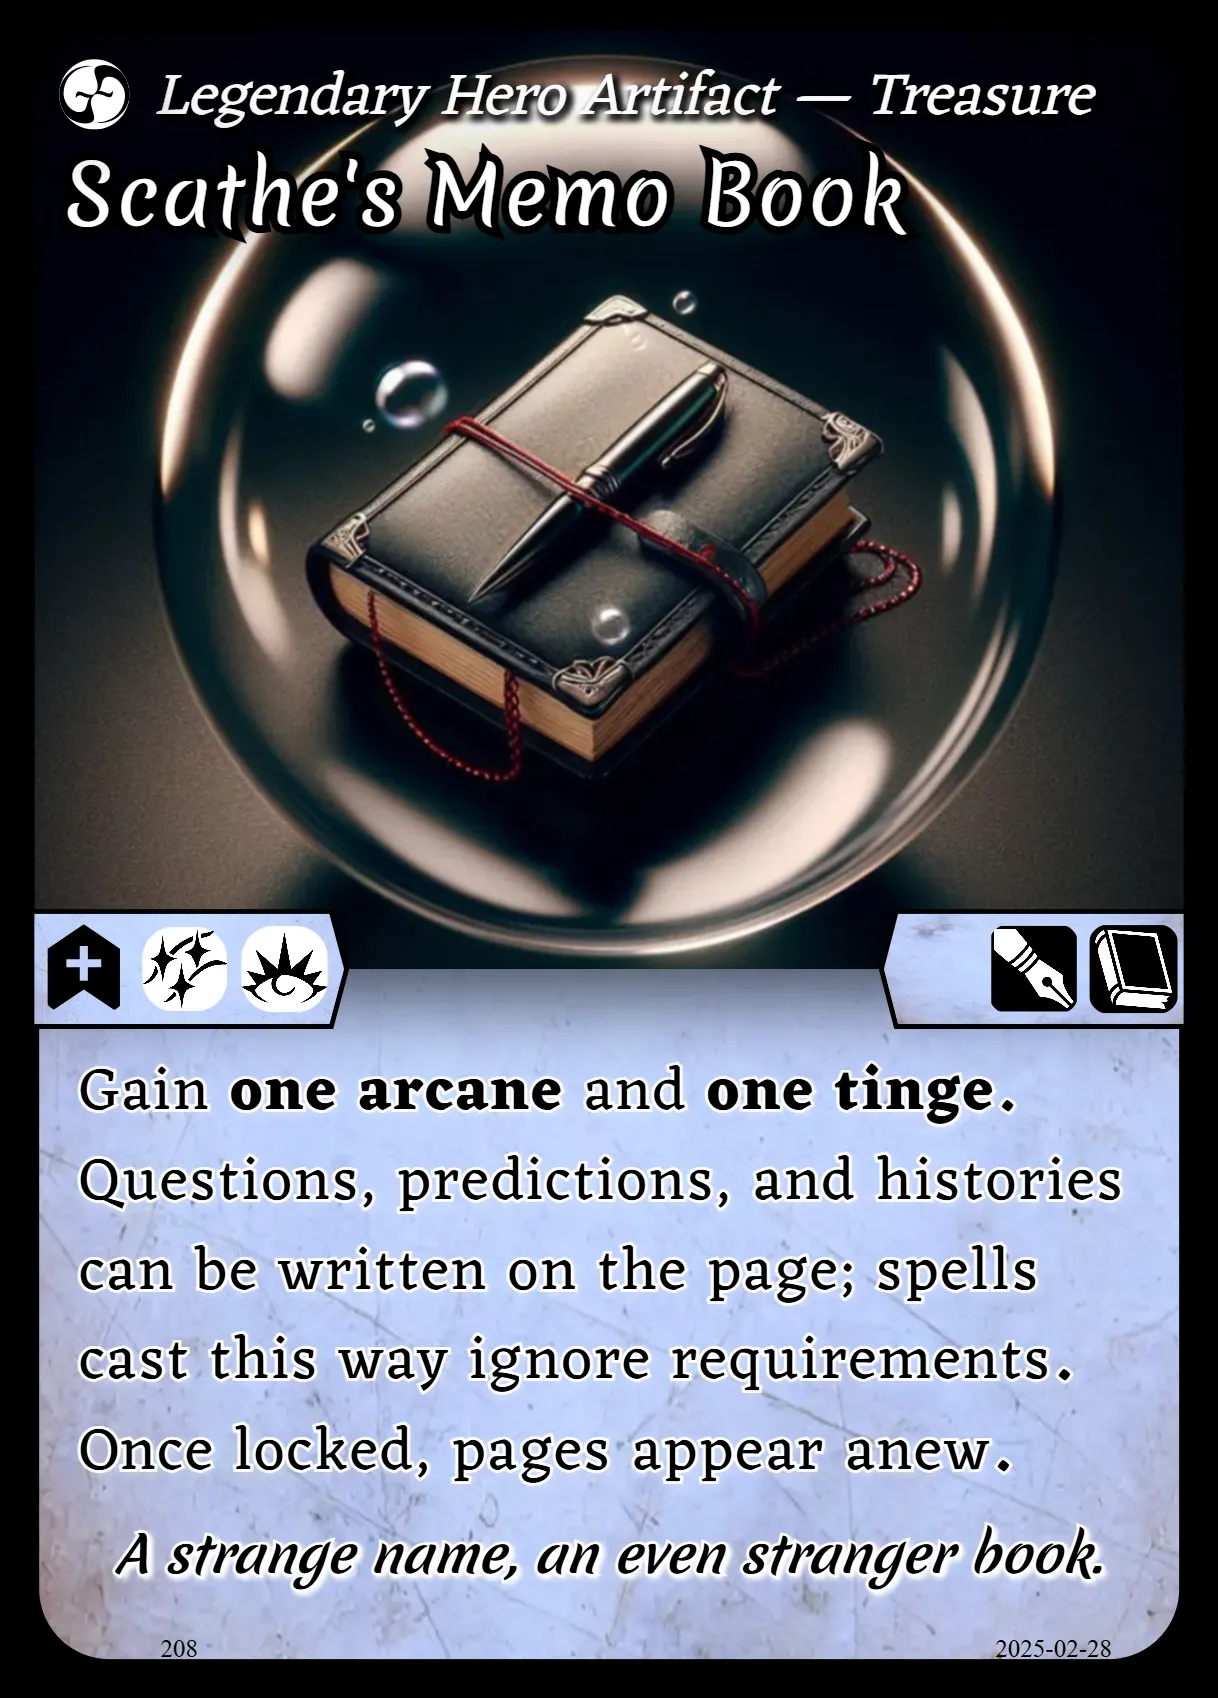 Legendary Hero Artifact — Treasure
Scathe's Memo Book
Gain one arcane and one tinge.
Questions, predictions, and histories
can be written on the page; spells
cast this way ignore requirements.
Once locked, pages appear anew.
A strange name, an even stranger book.
208
2025-02-28